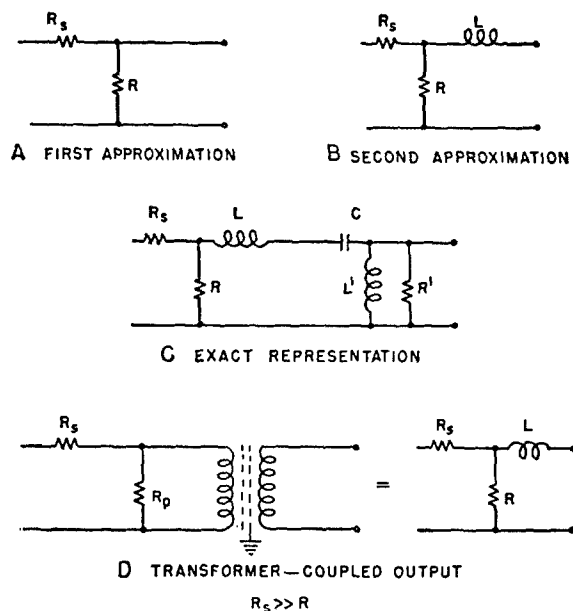 Rs
R
A FIRST APPROXIMATION
Rs
L
R
B SECOND APPROXIMATION
Rs
L
C
R
L'
R'
C EXACT REPRESENTATION
Rs
Rp
=
Rs
L
R
D TRANSFORMER—COUPLED OUTPUT
Rs >> R